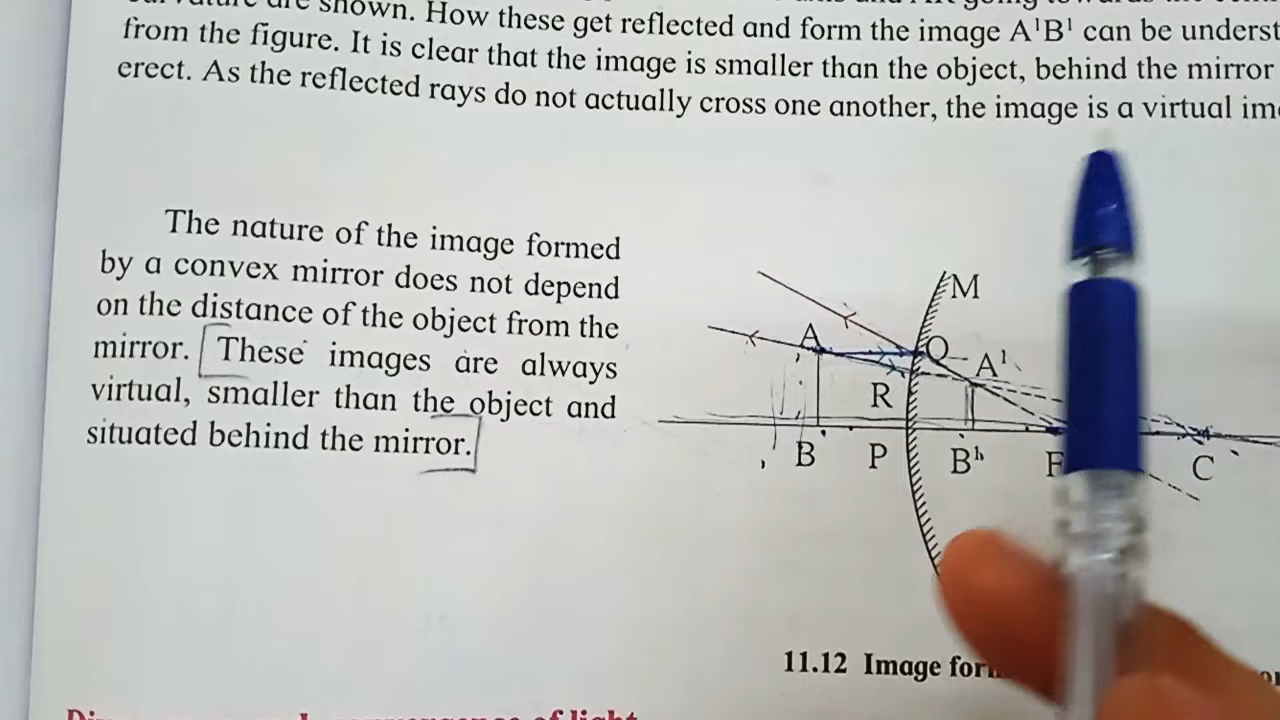 are shown. How these get reflected and form the image A¹B¹ can be
from the figure. It is clear that the image is smaller than the object, behind the mirror
erect. As the reflected rays do not actually cross one another, the image is a virtual
The nature of the image formed
by a convex mirror does not depend
on the distance of the object from the
mirror. These images are always
virtual, smaller than the object and
situated behind the mirror.
M
A
Q
A¹
R
B
P
B¹
F
C
11.12 Image
of light